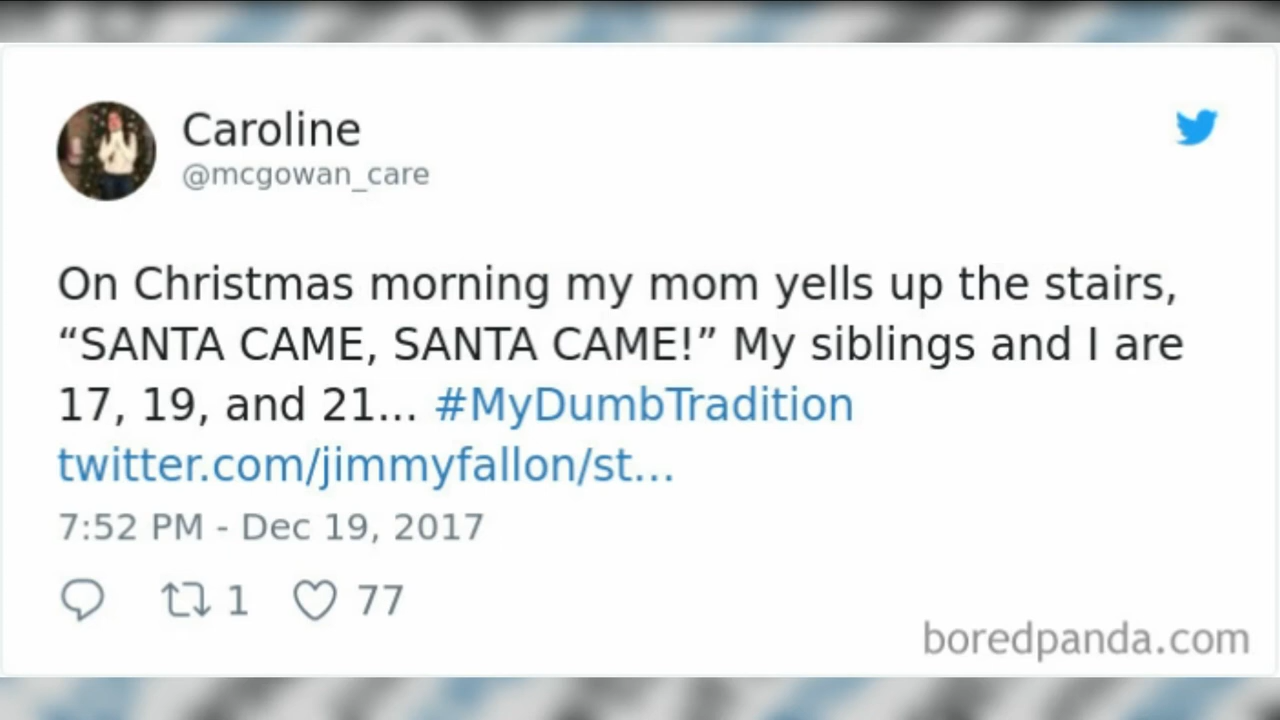 Caroline
@mcgowan_care
On Christmas morning my mom yells up the stairs,
“SANTA CAME, SANTA CAME!” My siblings and I are
17, 19, and 21... #MyDumbTradition
twitter.com/jimmyfallon/st...
7:52 PM - Dec 19, 2017
1 77
boredpanda.com